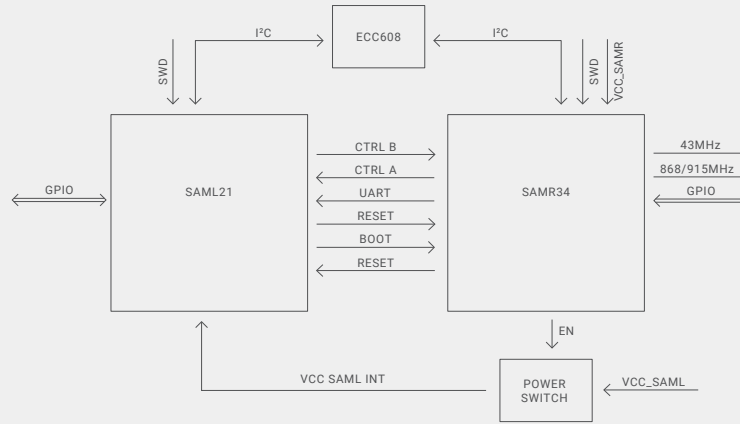 I²C
ECC608
I²C
SWD
SWD
VCC_SAMR
CTRL B
43MHz
CTRL A
868/915MHz
GPIO
SAML21
UART
SAMR34
GPIO
RESET
BOOT
RESET
EN
VCC SAML INT
POWER
SWITCH
VCC_SAML